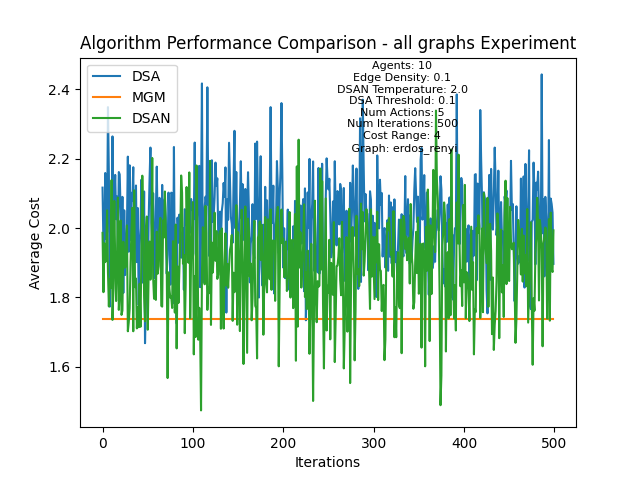 Algorithm Performance Comparison - all graphs Experiment
DSA
MGM
DSAN
Agents: 10
Edge Density: 0.1
DSAN Temperature: 2.0
DSA Threshold: 0.1
Num Actions: 5
Num Iterations: 500
Cost Range: 4
Graph: erdos_renyi
Average Cost
2.4
2.2
2.0
1.8
1.6
0
100
200
300
400
500
Iterations